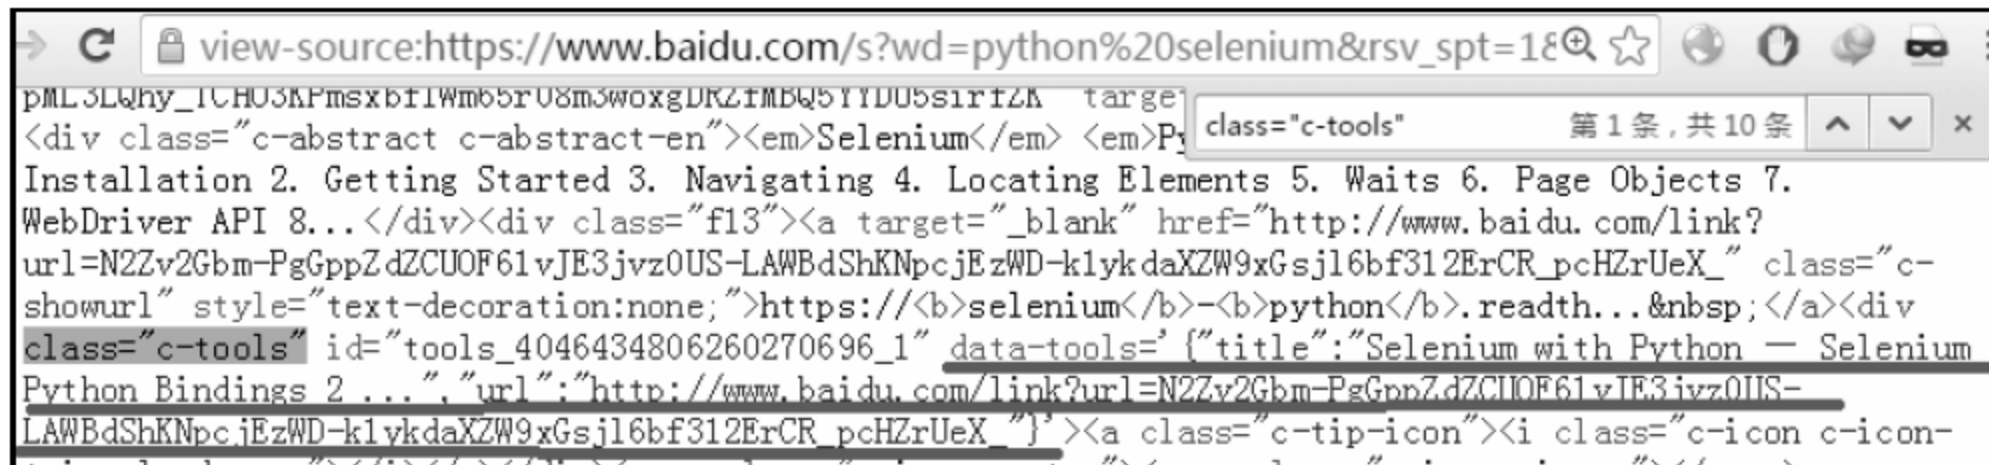 view-source:https://www.baidu.com/s?wd=python%20selenium&rsv_spt=18
class="c-tools" 第 1 条，共 10 条
targe
<div class="c-abstract c-abstract-en"><em>Selenium</em> <em>Py
Installation 2. Getting Started 3. Navigating 4. Locating Elements 5. Waits 6. Page Objects 7.
WebDriver API 8...</div><div class="f13"><a target="_blank" href="http://www.baidu.com/link?
url=N2Zv2Gbm-PgGppZdZCUOF61vJE3jvz0US-LAWBdShKNpcjEzWD-k1ykdaXZW9xGsjl6bf312ErCR_pcHZrUeX_" class="c-
showurl" style="text-decoration:none;">https://<b>selenium</b>-<b>python</b>.readth...&nbsp;</a><div
class="c-tools" id="tools_4046434806260270696_1" data-tools='{"title":"Selenium with Python — Selenium
Python Bindings 2 ...","url":"http://www.baidu.com/link?url=N2Zv2Gbm-PgGppZdZCUOF61vJE3jvz0US-
LAWBdShKNpcjEzWD-k1ykdaXZW9xGsjl6bf312ErCR_pcHZrUeX_"}'><a class="c-tip-icon"><i class="c-icon c-icon-